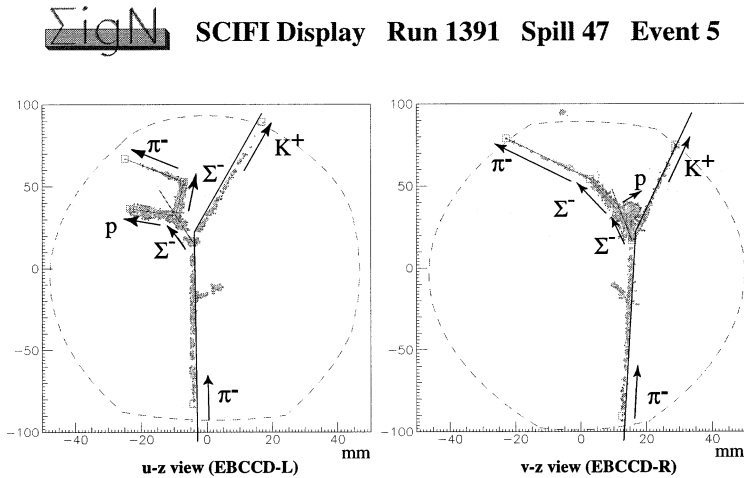 ΣigN SCIFI Display Run 1391 Spill 47 Event 5
100
50
0
−50
−100
−40 −20 0 20 40
mm
π⁻
Σ⁻
K⁺
p
Σ⁻
π⁻
u-z view (EBCCD-L)
100
50
0
−50
−100
−40 −20 0 20 40
mm
π⁻
p
K⁺
Σ⁻
Σ⁻
π⁻
v-z view (EBCCD-R)